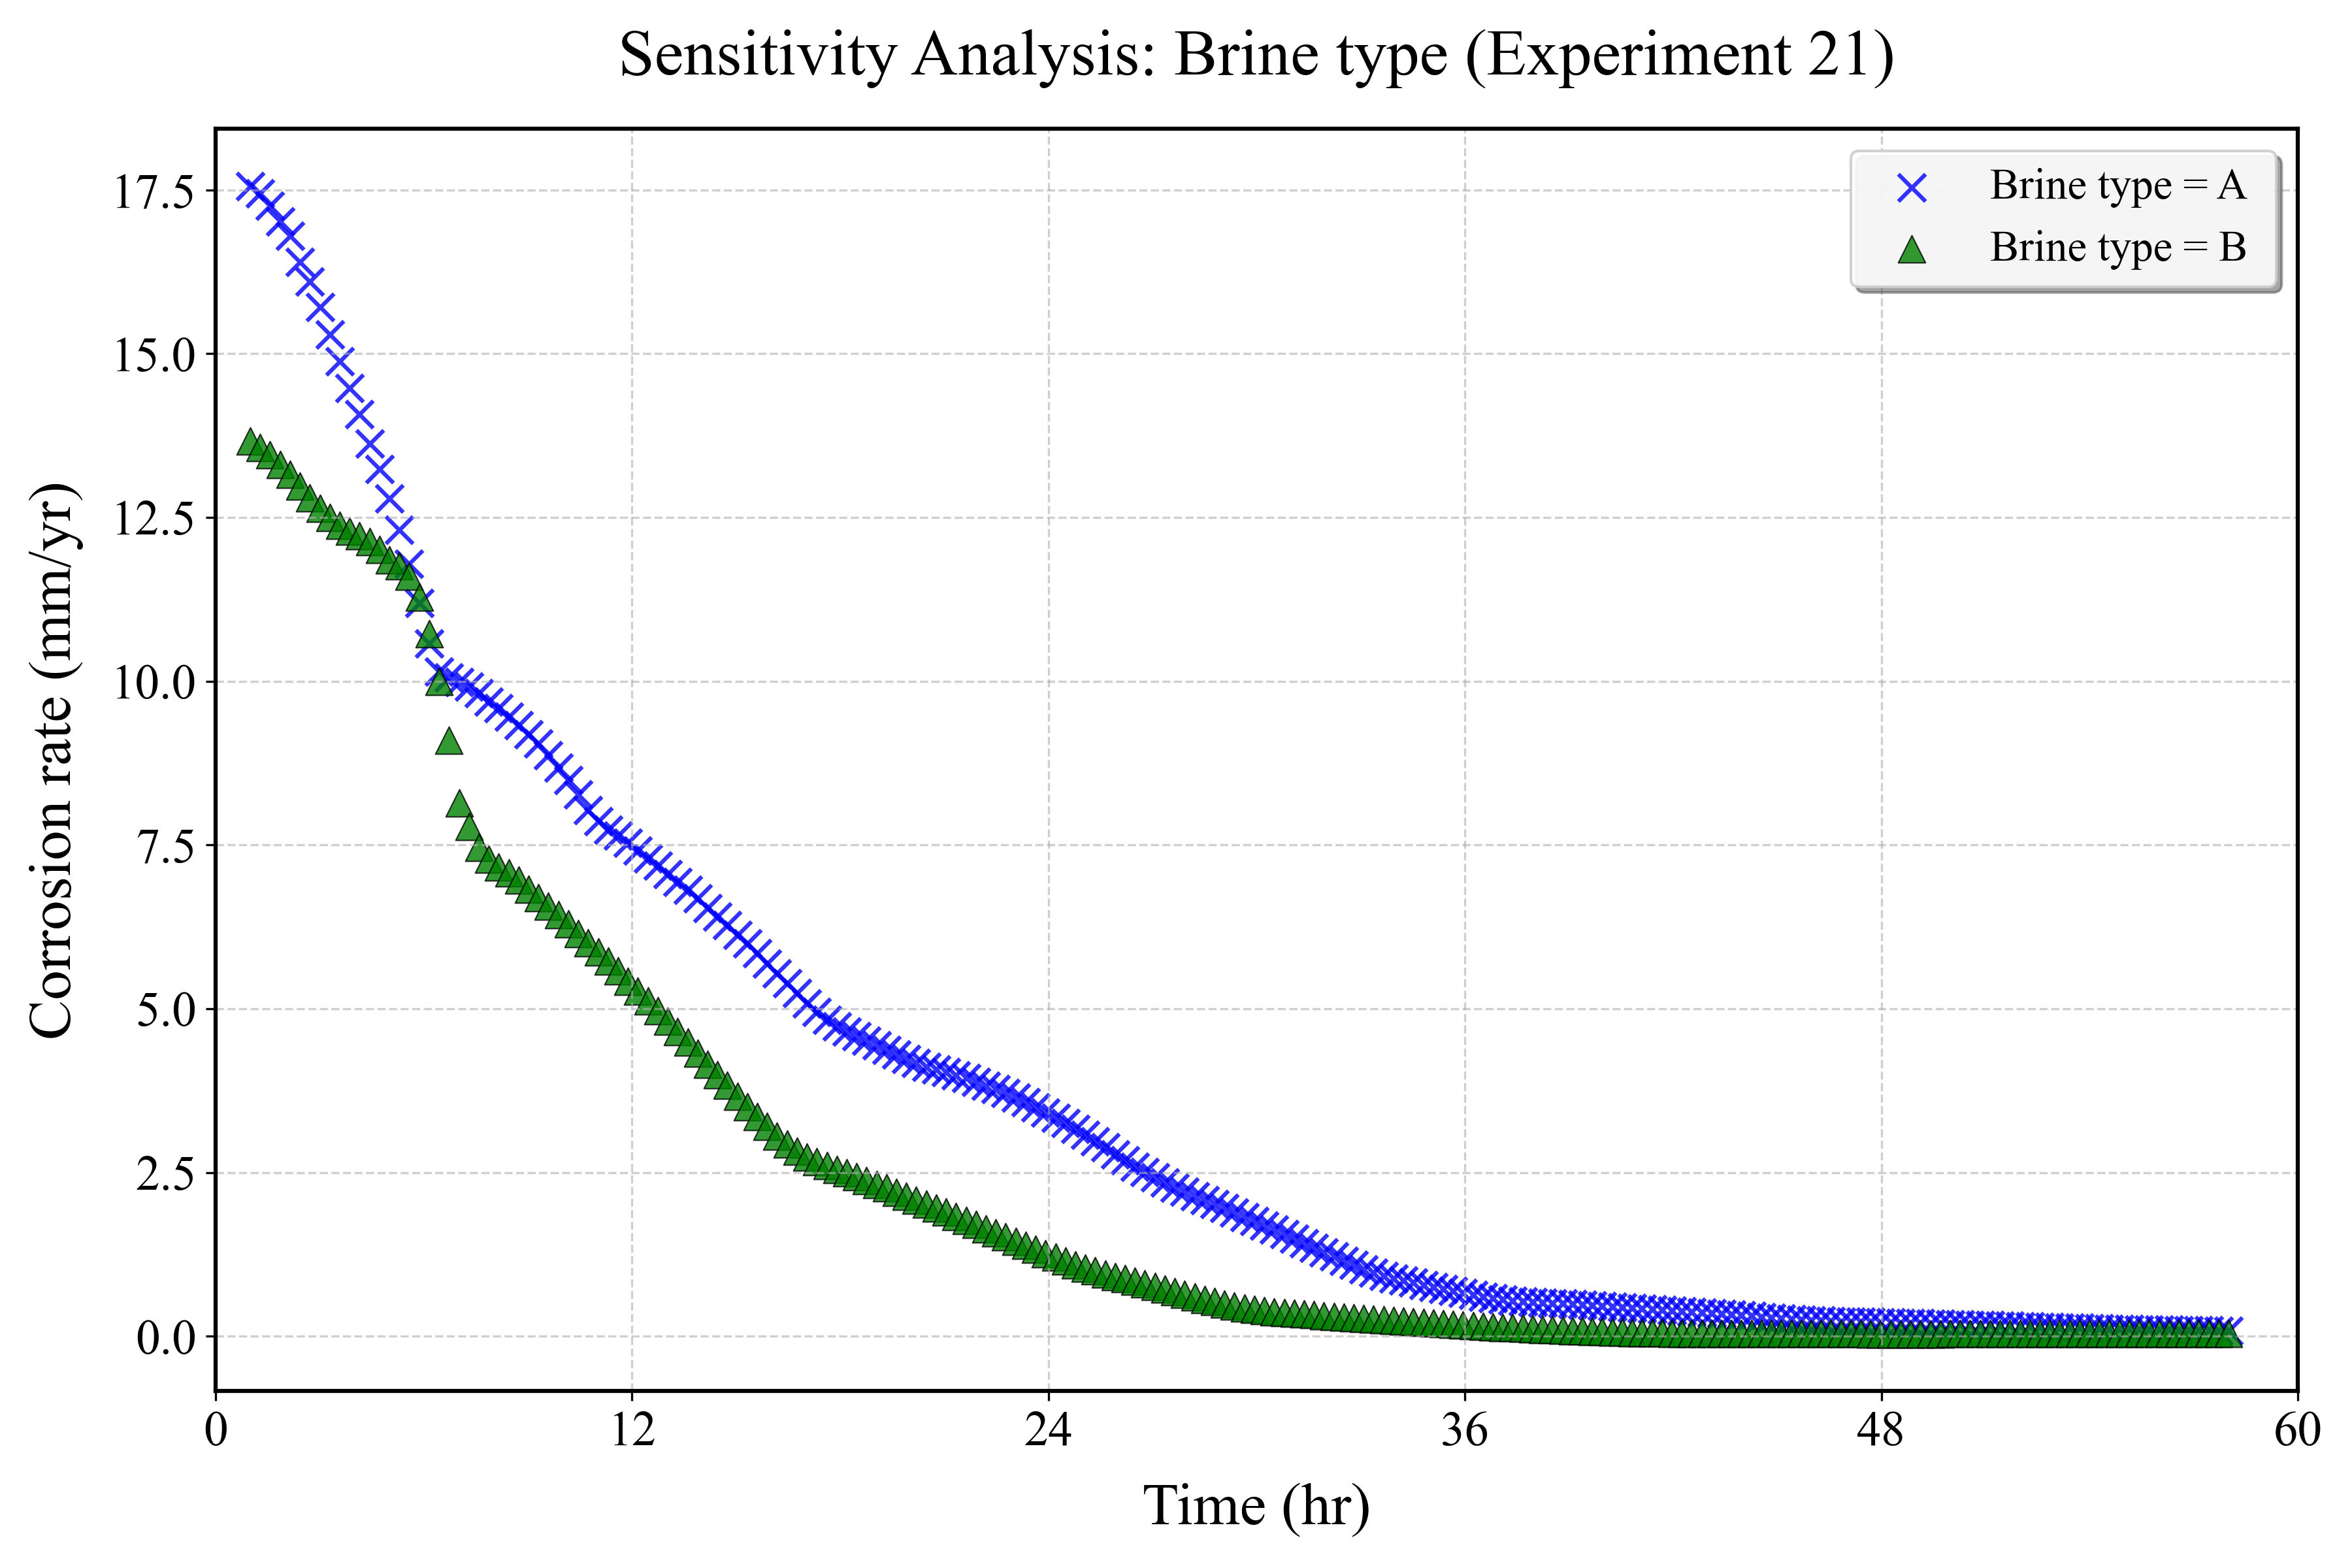 Sensitivity Analysis: Brine type (Experiment 21)
Brine type = A
Brine type = B
Corrosion rate (mm/yr)
17.5
15.0
12.5
10.0
7.5
5.0
2.5
0.0
0 12 24 36 48 60
Time (hr)